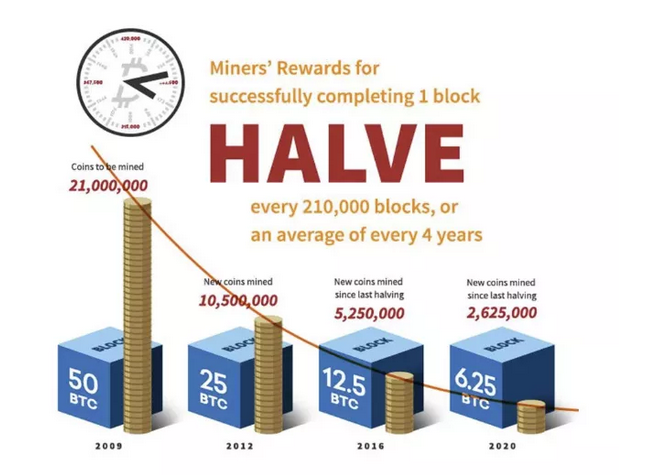 420,000
Miners' Rewards for
successfully completing 1 block
HALVE
every 210,000 blocks, or
an average of every 4 years
Coins to be mined
21,000,000
New coins mined
10,500,000
New coins mined
since last halving
5,250,000
New coins mined
since last halving
2,625,000
BLOCK
50
BTC
BLOCK
25
BTC
BLOCK
12.5
BTC
BLOCK
6.25
BTC
2009
2012
2016
2020